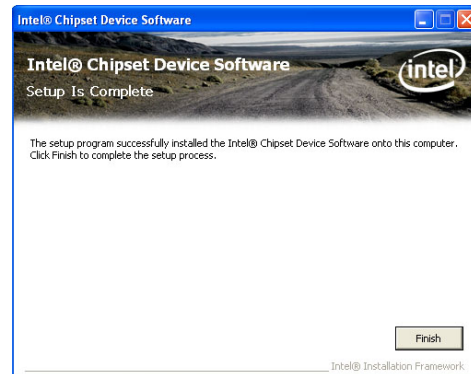 Intel® Chipset Device Software
Intel® Chipset Device Software
Setup Is Complete
intel
The setup program successfully installed the Intel® Chipset Device Software onto this computer.
Click Finish to complete the setup process.
Finish
Intel® Installation Framework